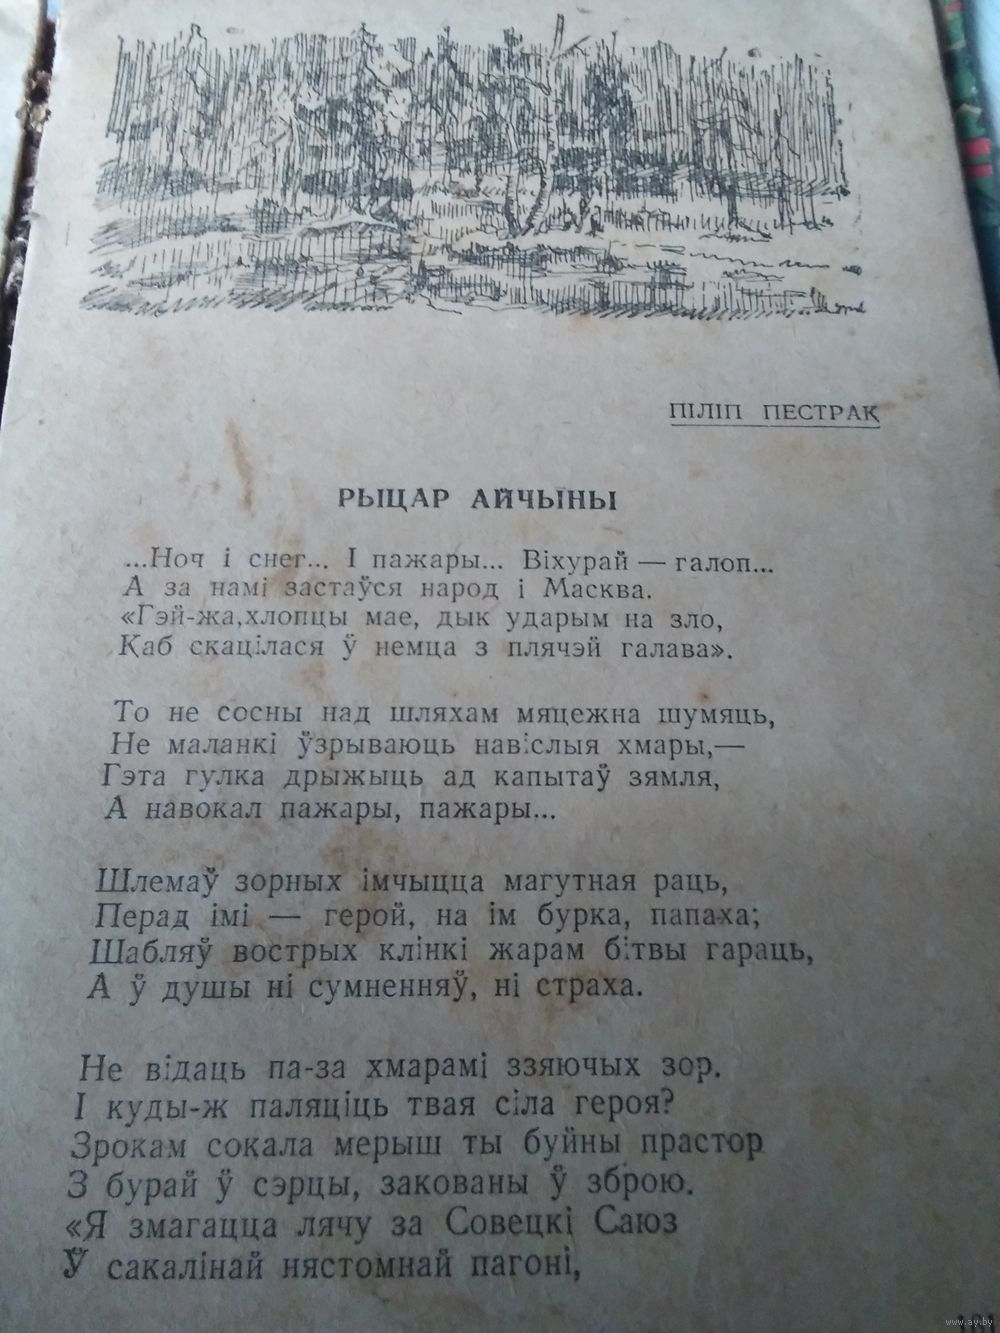 ПІЛІП ПЕСТРАК
РЫЦАР АЙЧЫНЫ
...Ноч і снег... І пажары... Віхурай — галоп...
А за намі застаўся народ і Масква.
«Гэй-жа,хлопцы мае, дык ударым на зло,
Каб скацілася ў немца з плячэй галава».
То не сосны над шляхам мяцежна шумяць,
Не маланкі ўзрываюць навіслыя хмары,—
Гэта гулка дрыжыць ад капытаў зямля,
А навокал пажары, пажары...
Шлемаў зорных імчыцца магутная раць,
Перад імі — герой, на ім бурка, папаха;
Шабляў вострых клінкі жарам бітвы гараць,
А ў душы ні сумненняў, ні страха.
Не відаць па-за хмарамі ззяючых зор.
І куды-ж паляціць твая сіла героя?
Зрокам сокала мерыш ты буйны прастор
З бурай ў сэрцы, закованы ў зброю.
«Я змагацца лячу за Совецкі Саюз
Ў сакалінай нястомнай пагоні,
www.ay.by